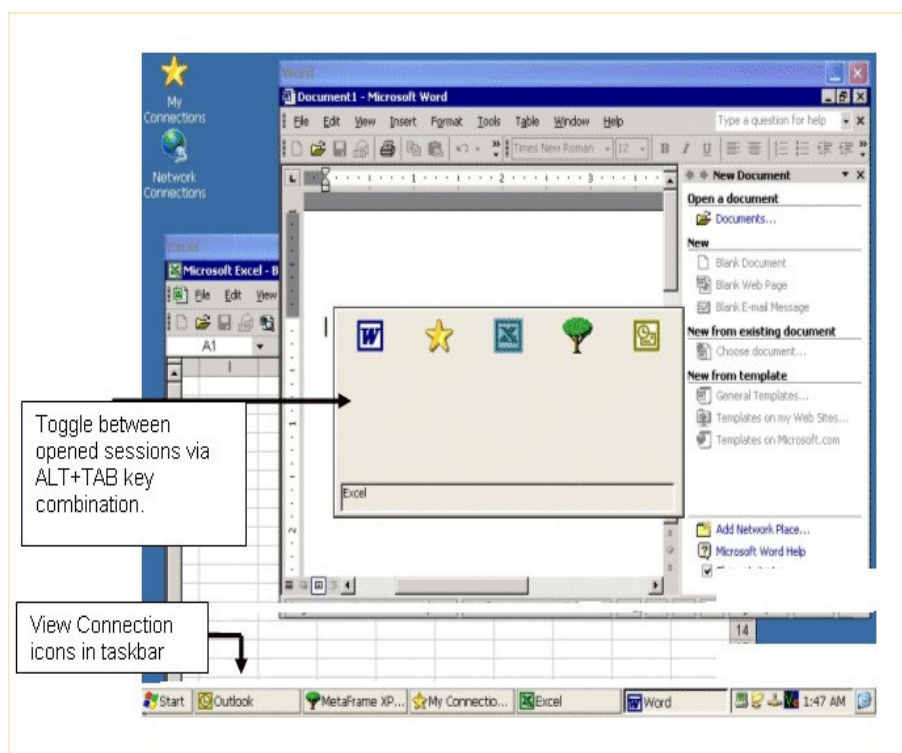 My
Connections
Network
Connections
Word
Document1 - Microsoft Word
File Edit View Insert Format Tools Table Window Help
Type a question for help
Times New Roman 12 B I U
L 1 2 3
New Document
Open a document
Documents...
New
Blank Document
Blank Web Page
Blank E-mail Message
New from existing document
Choose document...
New from template
General Templates...
Templates on my Web Sites...
Templates on Microsoft.com
Add Network Place...
Microsoft Word Help
Excel
Microsoft Excel - B
File Edit View
A1
Excel
Toggle between
opened sessions via
ALT+TAB key
combination.
View Connection
icons in taskbar
14
Start Outlook MetaFrame XP... My Connectio... Excel Word 1:47 AM